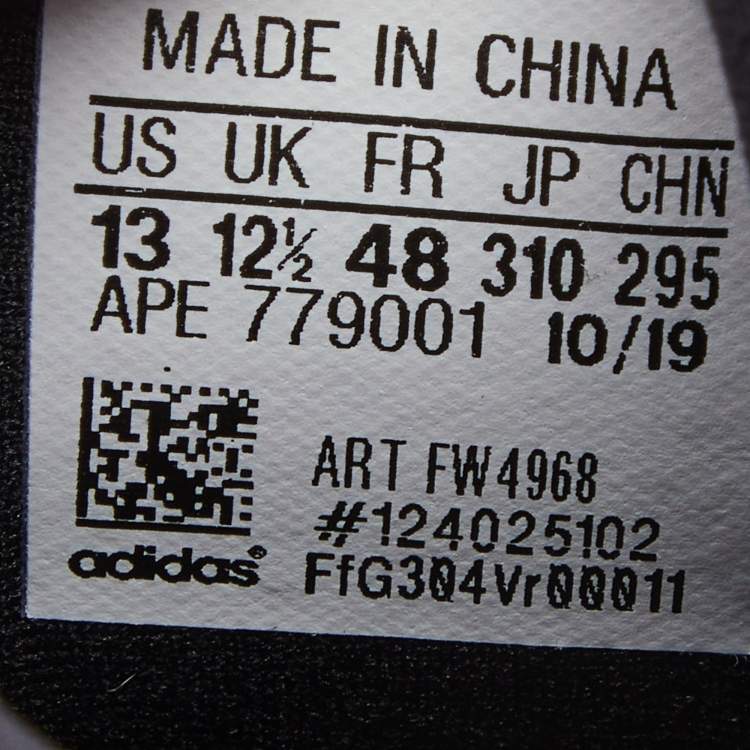 MADE IN CHINA
US UK FR JP CHN
13 12½ 48 310 295
APE 779001 10/19
ART FW4968
#124025102
adidas®
FfG304Vr00011